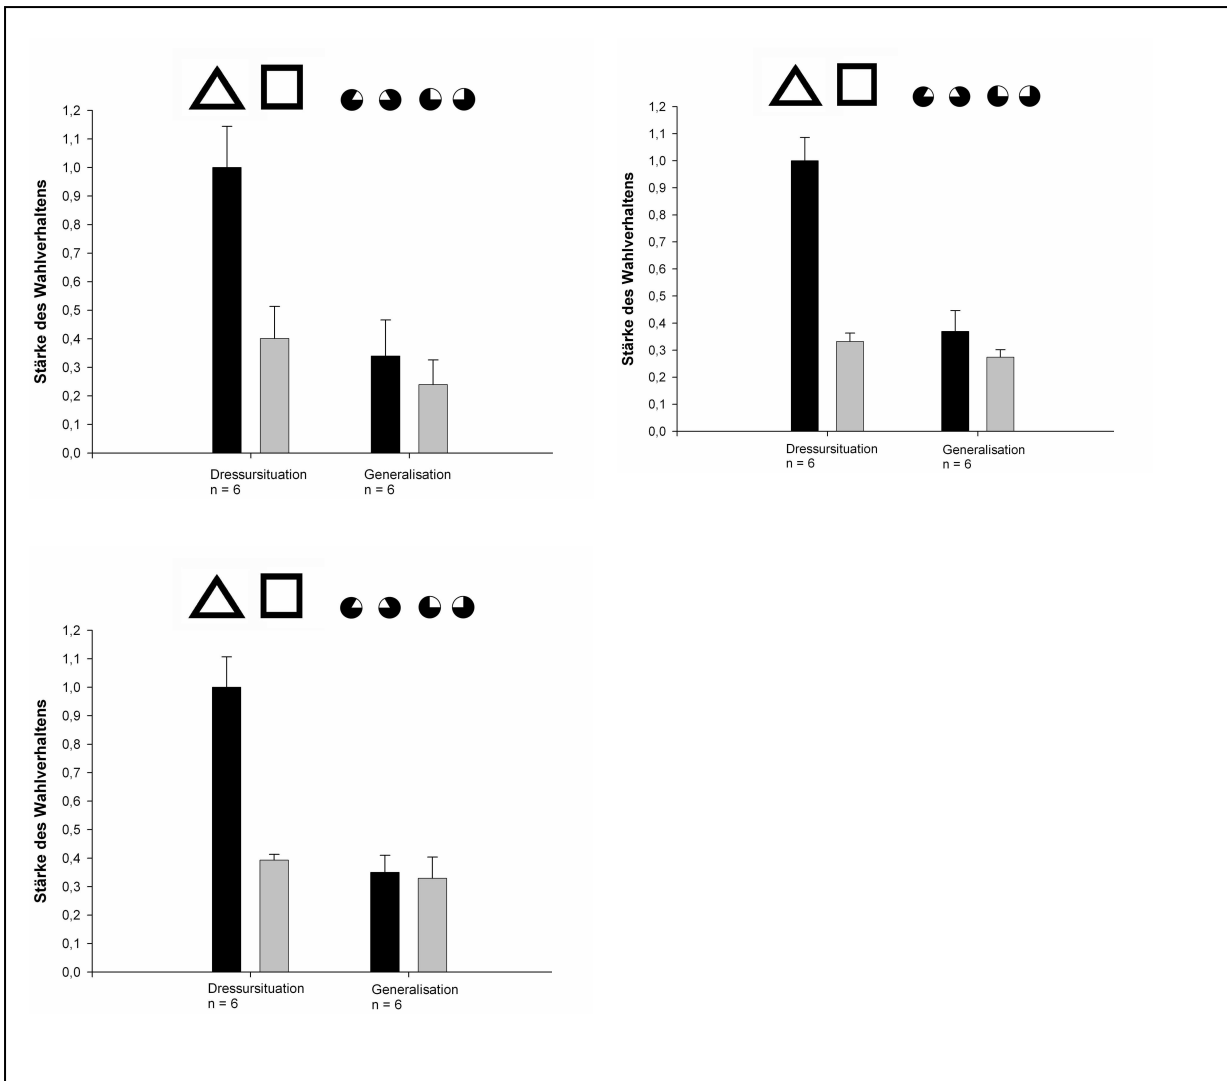 1,2
1,1
1,0
0,9
0,8
0,7
0,6
0,5
0,4
0,3
0,2
0,1
0,0
Stärke des Wahlverhaltens
Dressursituation
n = 6
Generalisation
n = 6
1,2
1,1
1,0
0,9
0,8
0,7
0,6
0,5
0,4
0,3
0,2
0,1
0,0
Stärke des Wahlverhaltens
Dressursituation
n = 6
Generalisation
n = 6
1,2
1,1
1,0
0,9
0,8
0,7
0,6
0,5
0,4
0,3
0,2
0,1
0,0
Stärke des Wahlverhaltens
Dressursituation
n = 6
Generalisation
n = 6